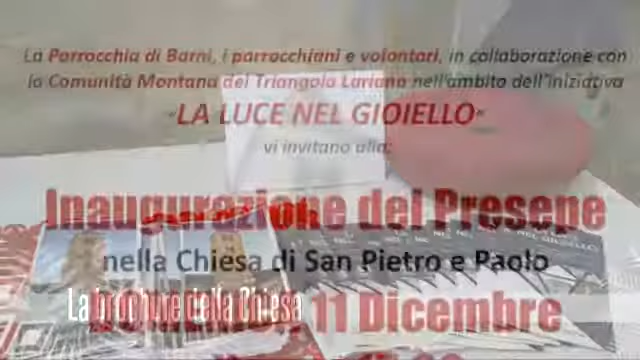 La Parrocchia di Barni, i parrocchiani e volontari, in collaborazione con
la Comunità Montana del Triangolo Lariano nell'ambito dell'iniziativa
"LA LUCE NEL GIOIELLO"
vi invitano alla:
Inaugurazione del Presepe
nella Chiesa di San Pietro e Paolo
11 Dicembre
La brochure della Chiesa